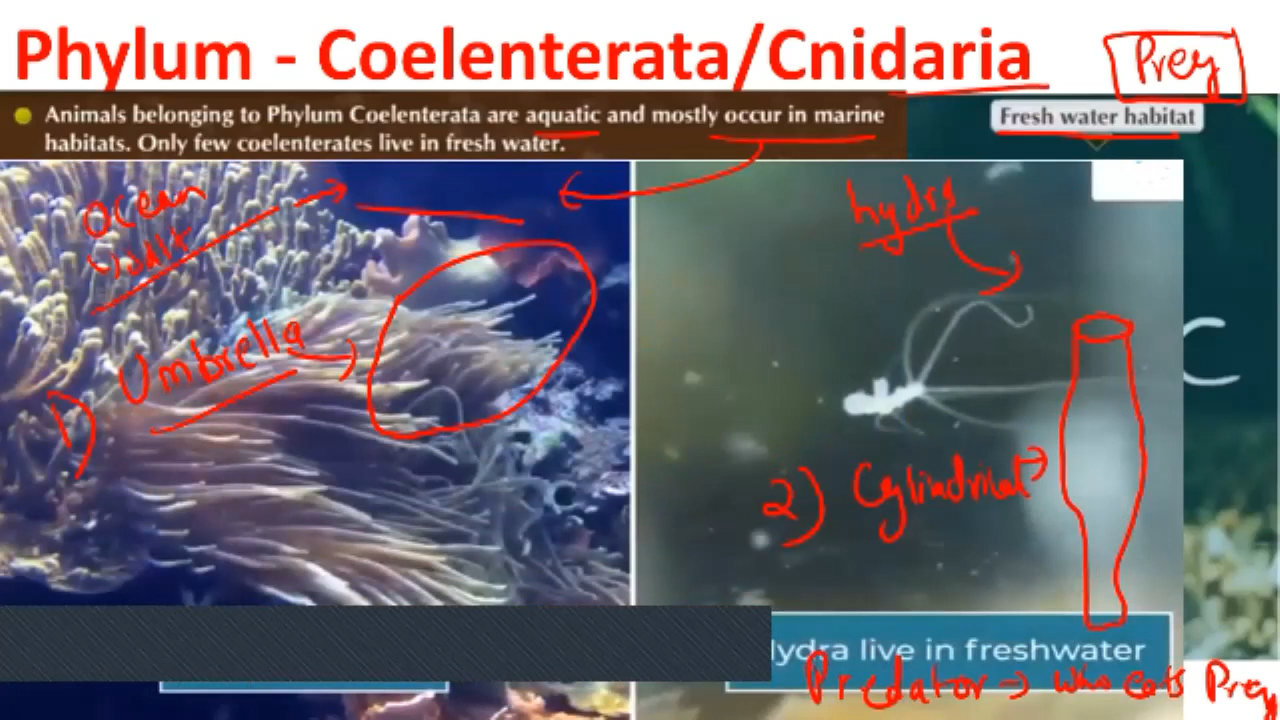 Phylum - Coelenterata/Cnidaria
Prey
Animals belonging to Phylum Coelenterata are aquatic and mostly occur in marine
habitats. Only few coelenterates live in fresh water.
Fresh water habitat
Ocean
salt
hydra
1) Umbrella
C
2) Cylindrical
ydra live in freshwater
Predator → who eats Prey